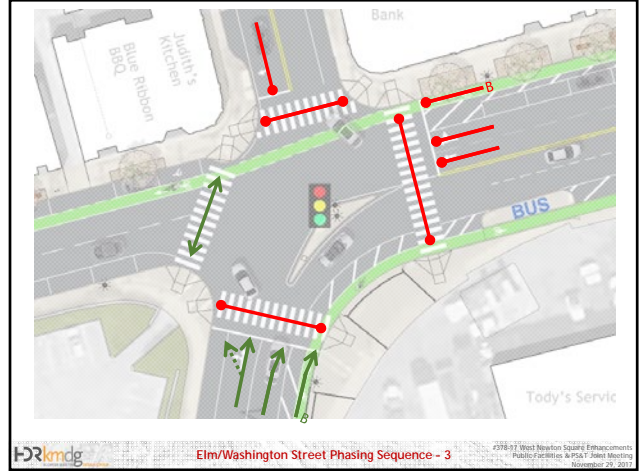 Bank
Judith's
Kitchen
Blue Ribbon
BBQ
B
BUS
B
Tody's Servic
HDR kmdg
Elm/Washington Street Phasing Sequence - 3
#378-17 West Newton Square Enhancements
Public Facilities & PS&T Joint Meeting
November 29, 2017